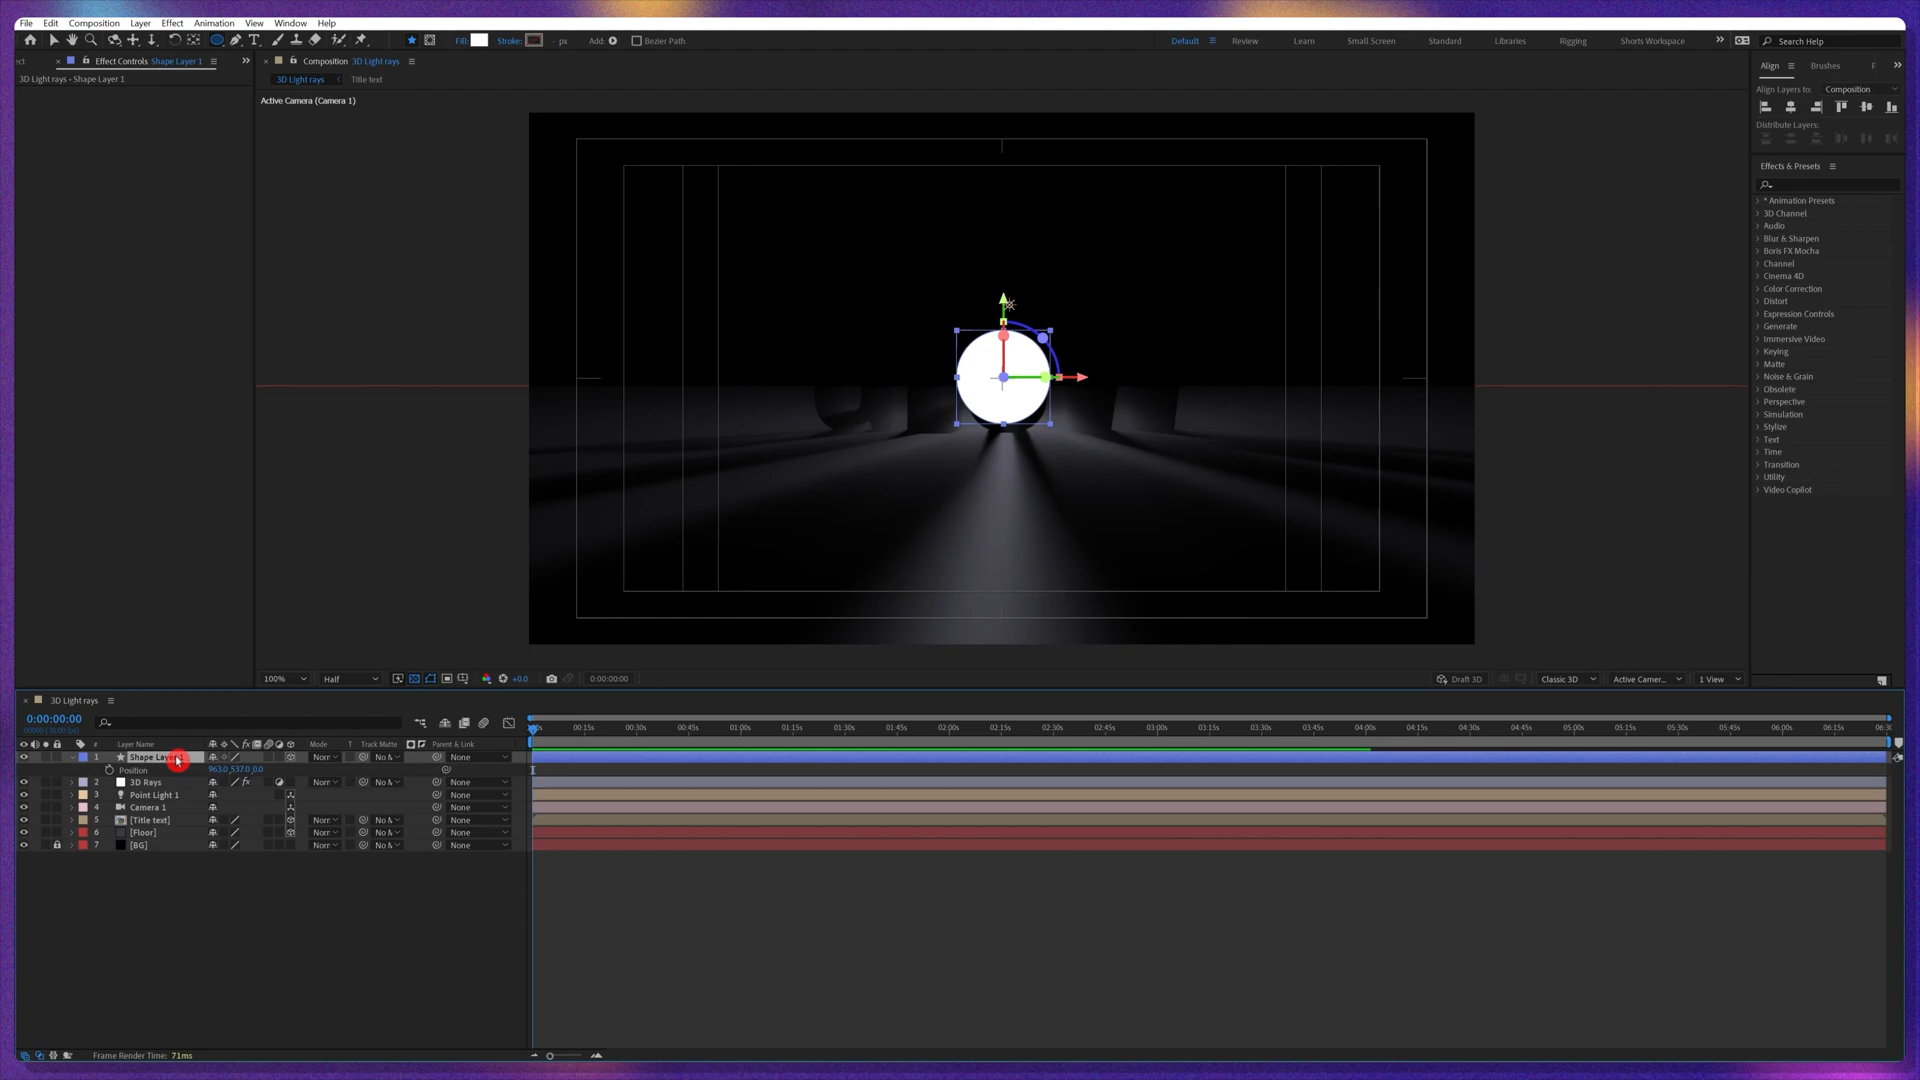 File Edit Composition Layer Effect Animation View Window Help
Fill: Stroke: - px Add: Bezier Path Default Review Learn Small Screen Standard Libraries Rigging Shorts Workspace Search Help
ect Effect Controls Shape Layer 1 Composition 3D Light rays Align Brushes F
3D Light rays • Shape Layer 1 3D Light rays Title text
Align Layers to: Composition
Active Camera (Camera 1)
Distribute Layers:
Effects & Presets
* Animation Presets
3D Channel
Audio
Blur & Sharpen
Boris FX Mocha
Channel
Cinema 4D
Color Correction
Distort
Expression Controls
Generate
Immersive Video
Keying
Matte
Noise & Grain
Obsolete
Perspective
Simulation
Stylize
Text
Time
Transition
Utility
Video Copilot
100% Half +0.0 0:00:00:00 Draft 3D Classic 3D Active Camer... 1 View
3D Light rays
0:00:00:00
00:15s 00:30s 00:45s 01:00s 01:15s 01:30s 01:45s 02:00s 02:15s 02:30s 02:45s 03:00s 03:15s 03:30s 03:45s 04:00s 04:15s 04:30s 04:45s 05:00s 05:15s 05:30s 05:45s 06:00s 06:15s 06:30
# Layer Name Mode T Track Matte Parent & Link
1 Shape Laye Norr No M None
Position 963.0,537.0,0.0
2 3D Rays fx Norr No M None
3 Point Light 1 None
4 Camera 1 None
5 [Title text] Norr No M None
6 [Floor] Norr No M None
7 [BG] Norr No M None
Frame Render Time: 71ms